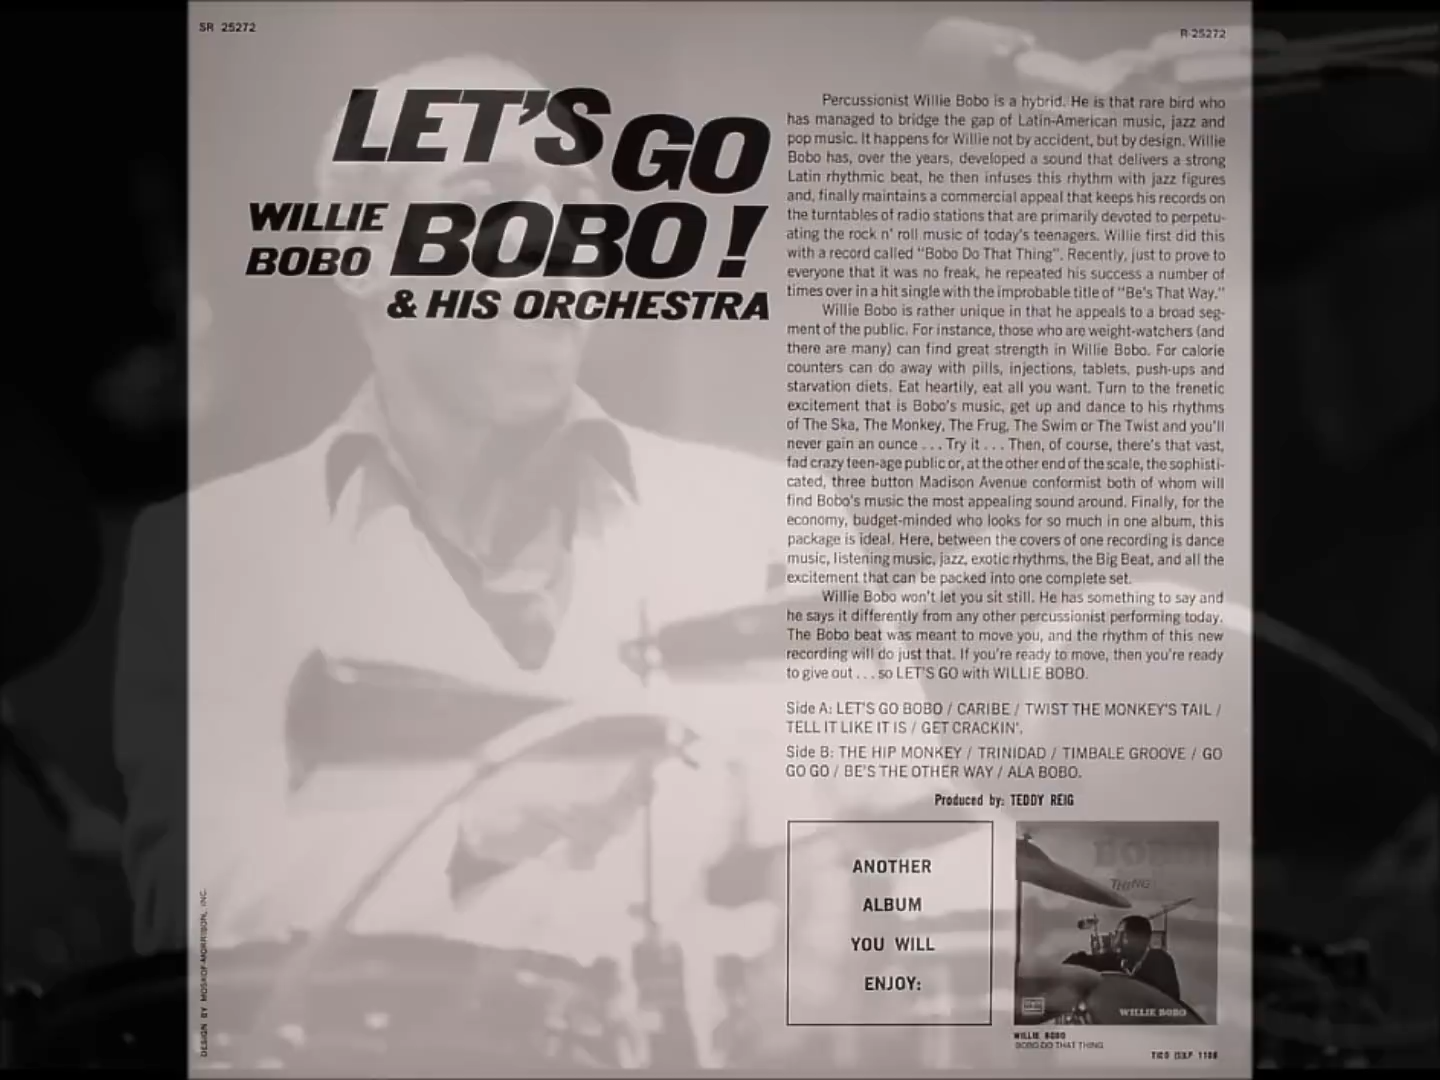 SR 25272
R-25272
LET'S GO
WILLIE BOBO BOBO!
& HIS ORCHESTRA
Percussionist Willie Bobo is a hybrid. He is that rare bird who
has managed to bridge the gap of Latin-American music, jazz and
pop music. It happens for Willie not by accident, but by design. Willie
Bobo has, over the years, developed a sound that delivers a strong
Latin rhythmic beat, he then infuses this rhythm with jazz figures
and, finally maintains a commercial appeal that keeps his records on
the turntables of radio stations that are primarily devoted to perpetu-
ating the rock n' roll music of today's teenagers. Willie first did this
with a record called "Bobo Do That Thing". Recently, just to prove to
everyone that it was no freak, he repeated his success a number of
times over in a hit single with the improbable title of "Be's That Way."
Willie Bobo is rather unique in that he appeals to a broad seg-
ment of the public. For instance, those who are weight-watchers (and
there are many) can find great strength in Willie Bobo. For calorie
counters can do away with pills, injections, tablets, push-ups and
starvation diets. Eat heartily, eat all you want. Turn to the frenetic
excitement that is Bobo's music, get up and dance to his rhythms
of The Ska, The Monkey, The Frug, The Swim or The Twist and you'll
never gain an ounce . . . Try it . . . Then, of course, there's that vast,
fad crazy teen-age public or, at the other end of the scale, the sophisti-
cated, three button Madison Avenue conformist both of whom will
find Bobo's music the most appealing sound around. Finally, for the
economy, budget-minded who looks for so much in one album, this
package is ideal. Here, between the covers of one recording is dance
music, listening music, jazz, exotic rhythms, the Big Beat, and all the
excitement that can be packed into one complete set.
Willie Bobo won't let you sit still. He has something to say and
he says it differently from any other percussionist performing today.
The Bobo beat was meant to move you, and the rhythm of this new
recording will do just that. If you're ready to move, then you're ready
to give out . . . so LET'S GO with WILLIE BOBO.
Side A: LET'S GO BOBO / CARIBE / TWIST THE MONKEY'S TAIL /
TELL IT LIKE IT IS / GET CRACKIN'.
Side B: THE HIP MONKEY / TRINIDAD / TIMBALE GROOVE / GO
GO GO / BE'S THE OTHER WAY / ALA BOBO.
Produced by: TEDDY REIG
ANOTHER
ALBUM
YOU WILL
ENJOY:
BOBO
THING
WILLIE BOBO
WILLIE BOBO
BOBO DO THAT THING
TICO (S)LP 1108
DESIGN BY MOSKOF-MORRISON, INC.